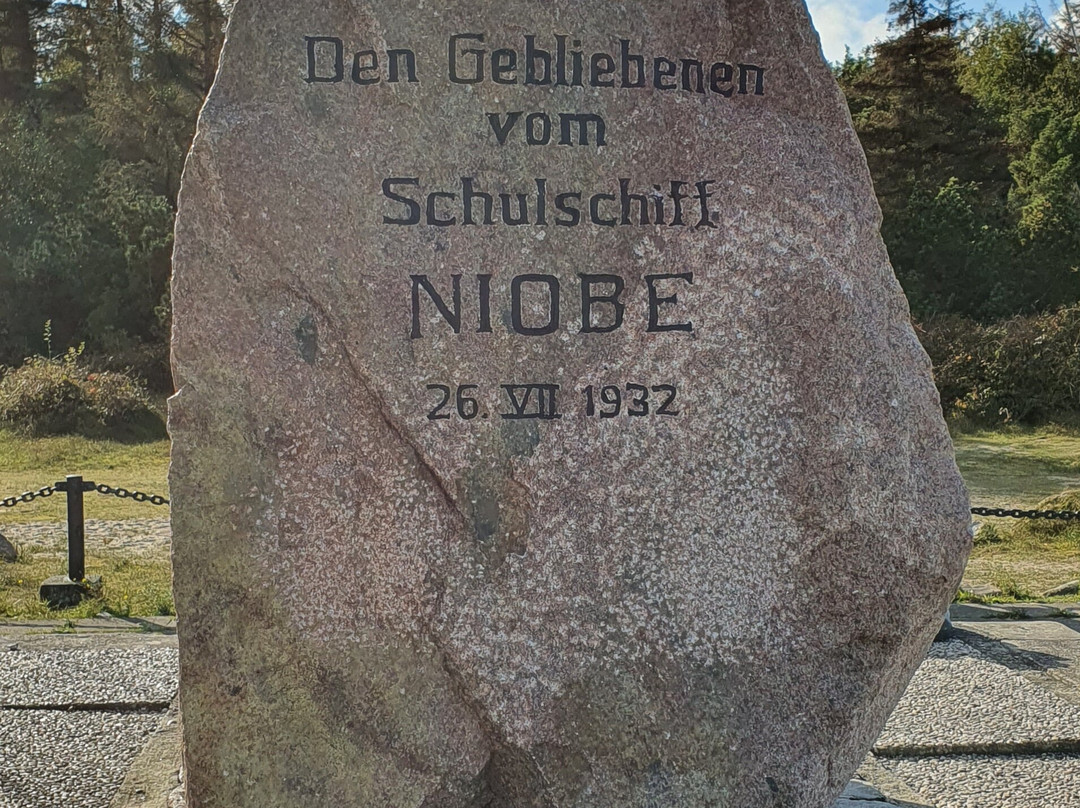 Den Gebliebenen
vom
Schulschiff
NIOBE
26. VII 1932